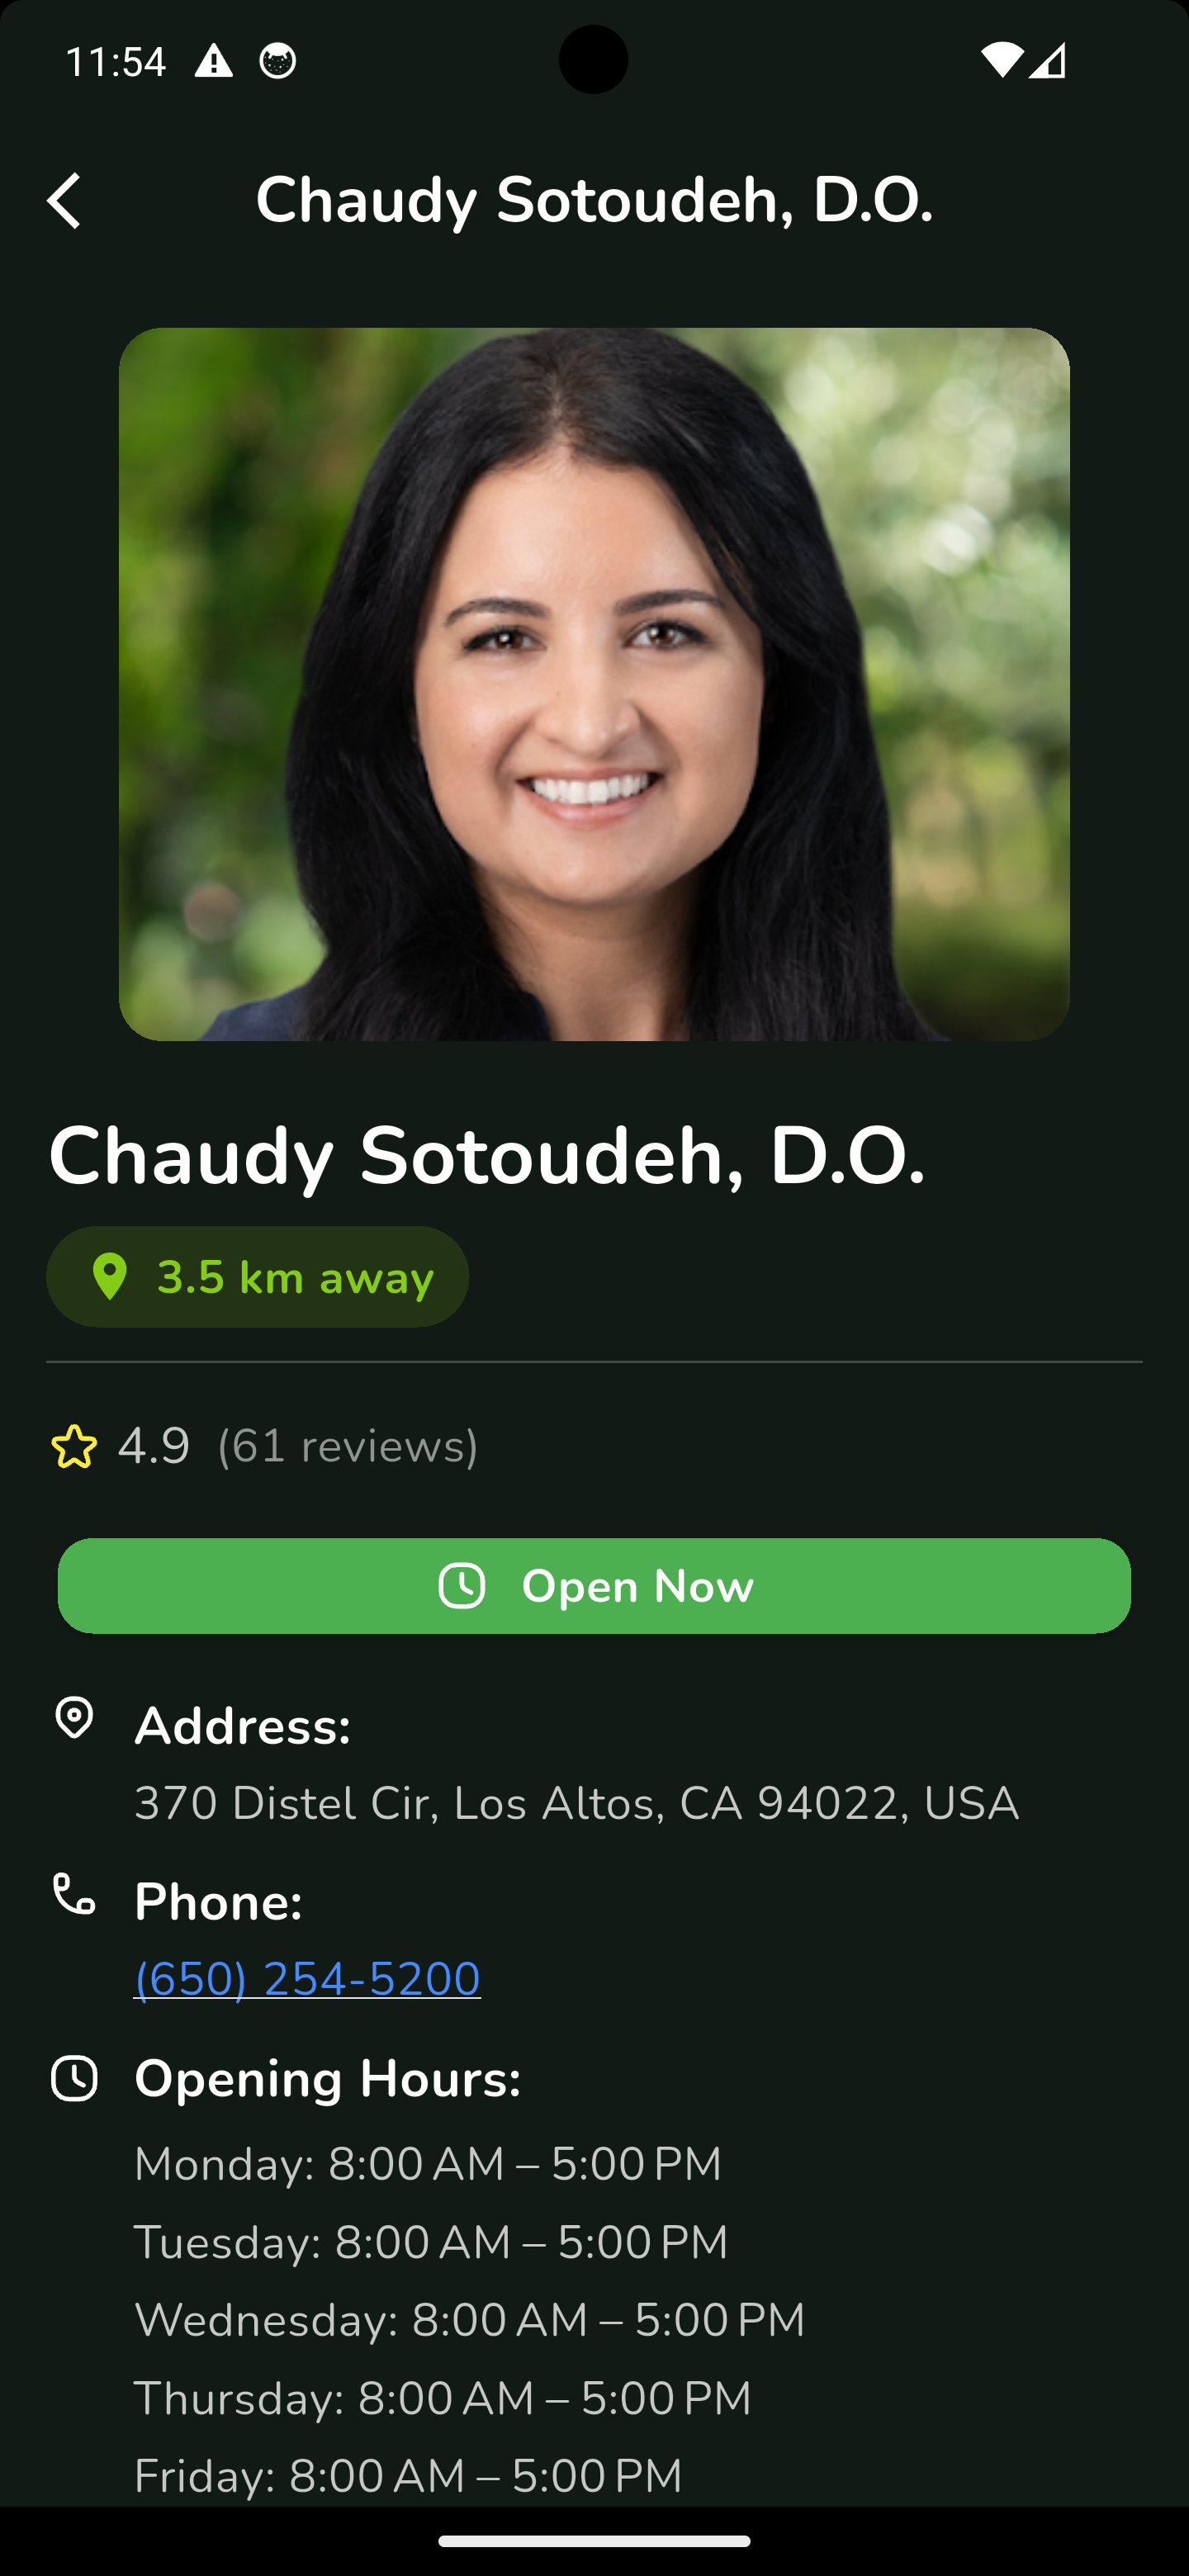 11:54
Chaudy Sotoudeh, D.O.
Chaudy Sotoudeh, D.O.
3.5 km away
4.9 (61 reviews)
Open Now
Address:
370 Distel Cir, Los Altos, CA 94022, USA
Phone:
(650) 254-5200
Opening Hours:
Monday: 8:00 AM – 5:00 PM
Tuesday: 8:00 AM – 5:00 PM
Wednesday: 8:00 AM – 5:00 PM
Thursday: 8:00 AM – 5:00 PM
Friday: 8:00 AM – 5:00 PM